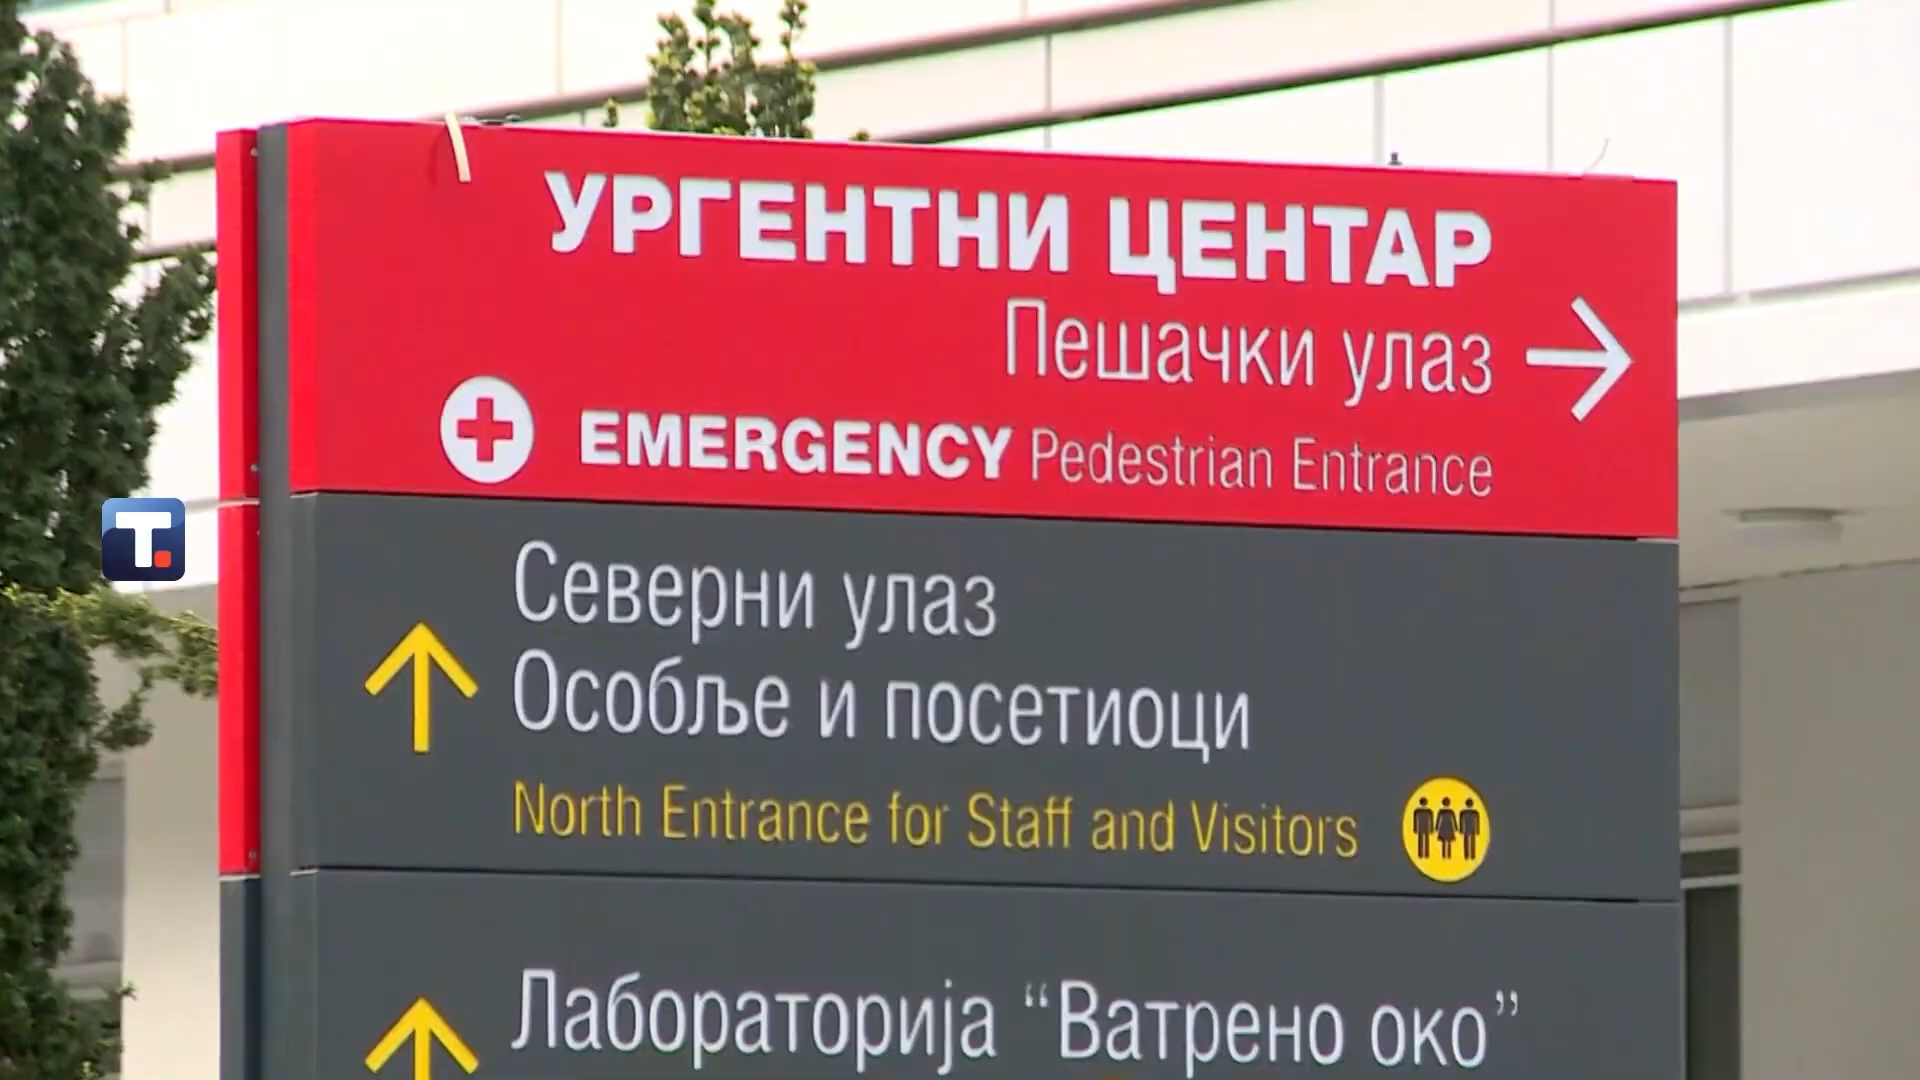 УРГЕНТНИ ЦЕНТАР
Пешачки улаз
EMERGENCY Pedestrian Entrance
T.
Северни улаз
Особље и посетиоци
North Entrance for Staff and Visitors
Лабораторија “Ватрено око”